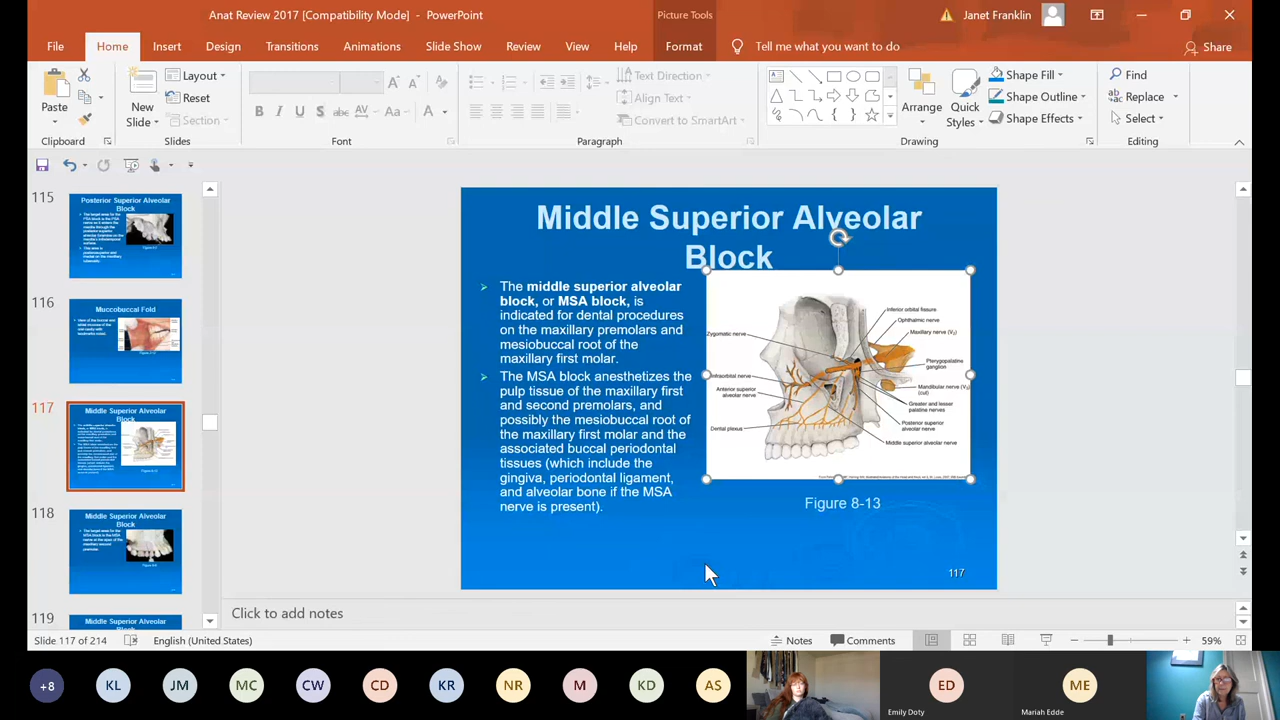 Anat Review 2017 [Compatibility Mode] - PowerPoint
Picture Tools
Janet Franklin
File
Home
Insert
Design
Transitions
Animations
Slide Show
Review
View
Help
Format
Tell me what you want to do
Share
Paste
New
Slide
Layout
Reset
Section
B I U S abc AV Aa A
Text Direction
Align Text
Convert to SmartArt
Arrange
Quick
Styles
Shape Fill
Shape Outline
Shape Effects
Find
Replace
Select
Clipboard
Slides
Font
Paragraph
Drawing
Editing
115
Posterior Superior Alveolar
Block
116
Muccobuccal Fold
117
Middle Superior Alveolar
Block
118
Middle Superior Alveolar
Block
119
Middle Superior Alveolar
Middle Superior Alveolar
Block
The middle superior alveolar
block, or MSA block, is
indicated for dental procedures
on the maxillary premolars and
mesiobuccal root of the
maxillary first molar.
The MSA block anesthetizes the
pulp tissue of the maxillary first
and second premolars, and
possibly the mesiobuccal root of
the maxillary first molar and the
associated buccal periodontal
tissues (which include the
gingiva, periodontal ligament,
and alveolar bone if the MSA
nerve is present).
Inferior orbital fissure
Ophthalmic nerve
Zygomatic nerve
Maxillary nerve (V2)
Pterygopalatine
ganglion
Infraorbital nerve
Mandibular nerve (V3)
(cut)
Anterior superior
alveolar nerve
Greater and lesser
palatine nerves
Posterior superior
alveolar nerve
Dental plexus
Middle superior alveolar nerve
Figure 8-13
117
Click to add notes
Slide 117 of 214
English (United States)
Notes
Comments
59%
+8
KL
JM
MC
CW
CD
KR
NR
M
KD
AS
ED
Emily Doty
ME
Mariah Edde